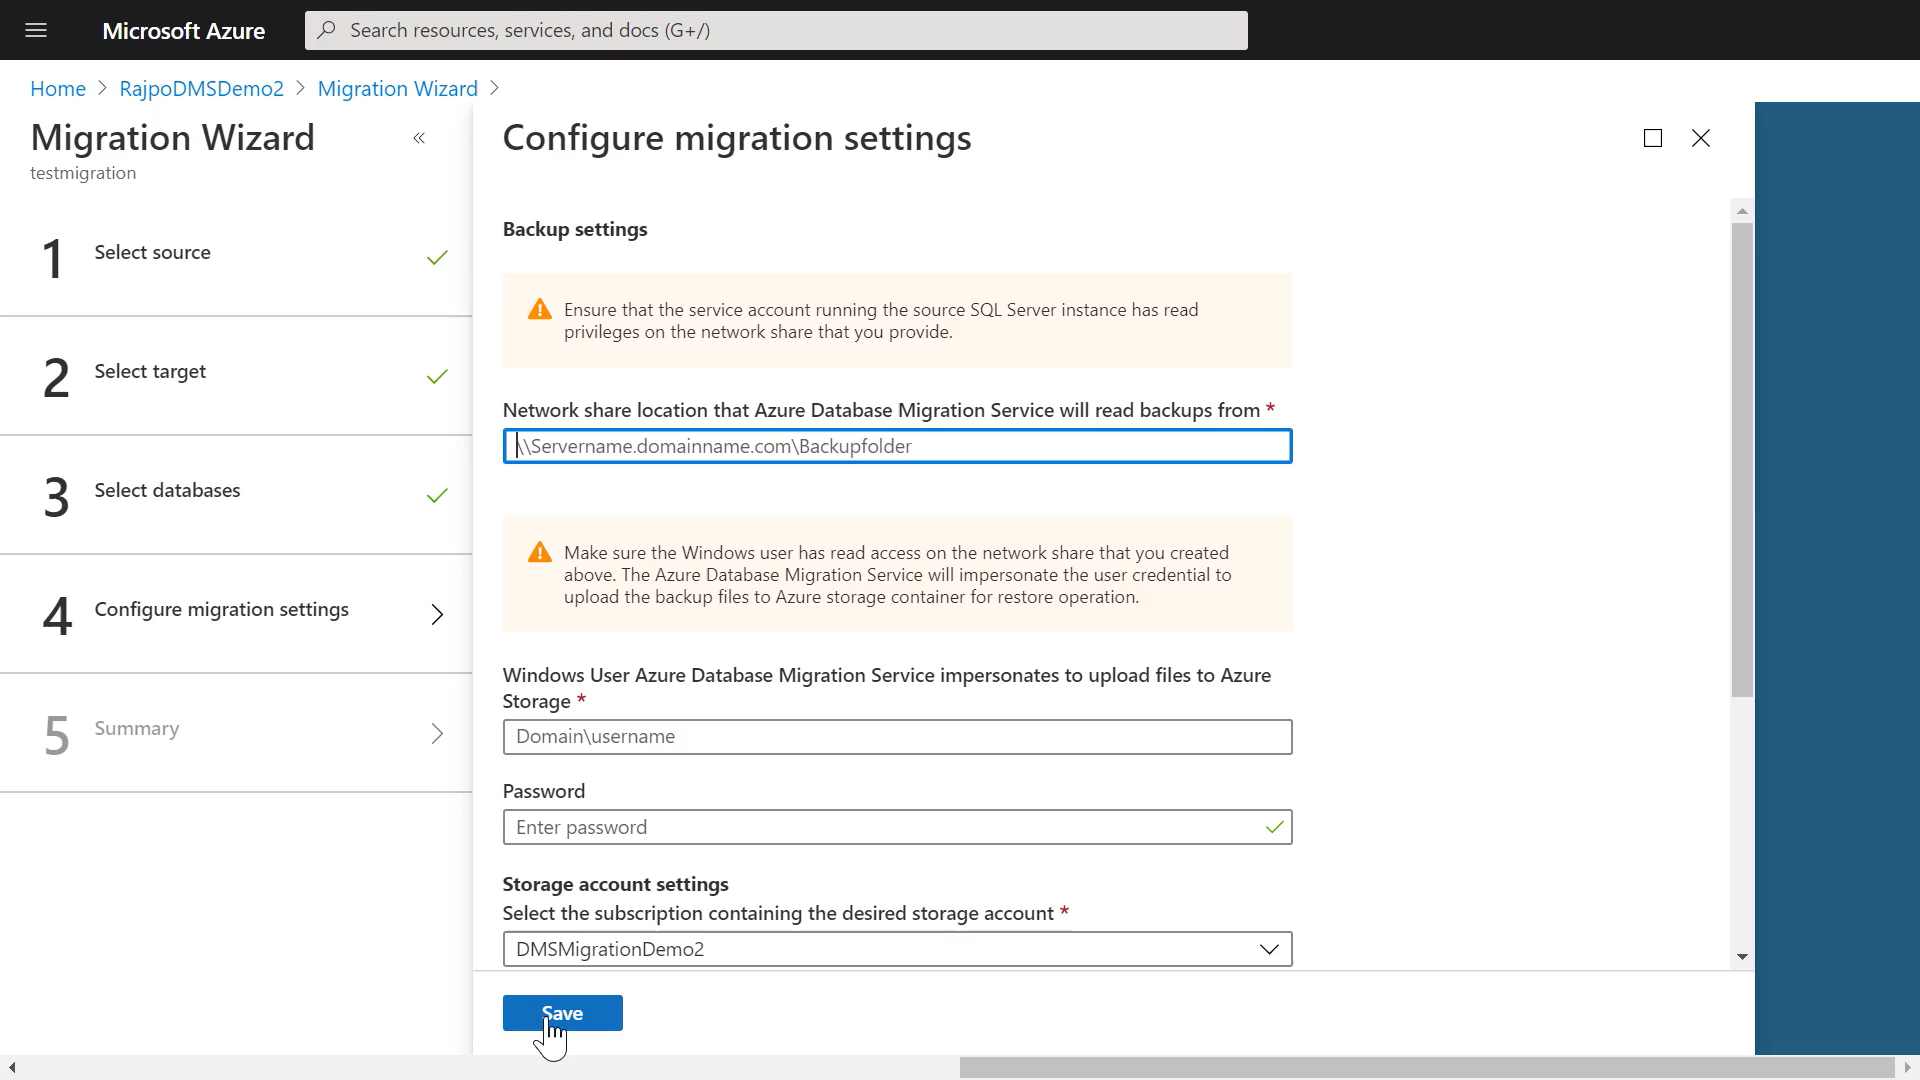 Microsoft Azure
Search resources, services, and docs (G+/)
Home > RajpoDMSDemo2 > Migration Wizard >
Migration Wizard
«
testmigration
1 Select source
2 Select target
3 Select databases
4 Configure migration settings
5 Summary
Configure migration settings
Backup settings
Ensure that the service account running the source SQL Server instance has read
privileges on the network share that you provide.
Network share location that Azure Database Migration Service will read backups from *
\\Servername.domainname.com\Backupfolder
Make sure the Windows user has read access on the network share that you created
above. The Azure Database Migration Service will impersonate the user credential to
upload the backup files to Azure storage container for restore operation.
Windows User Azure Database Migration Service impersonates to upload files to Azure
Storage *
Domain\username
Password
Enter password
Storage account settings
Select the subscription containing the desired storage account *
DMSMigrationDemo2
Save